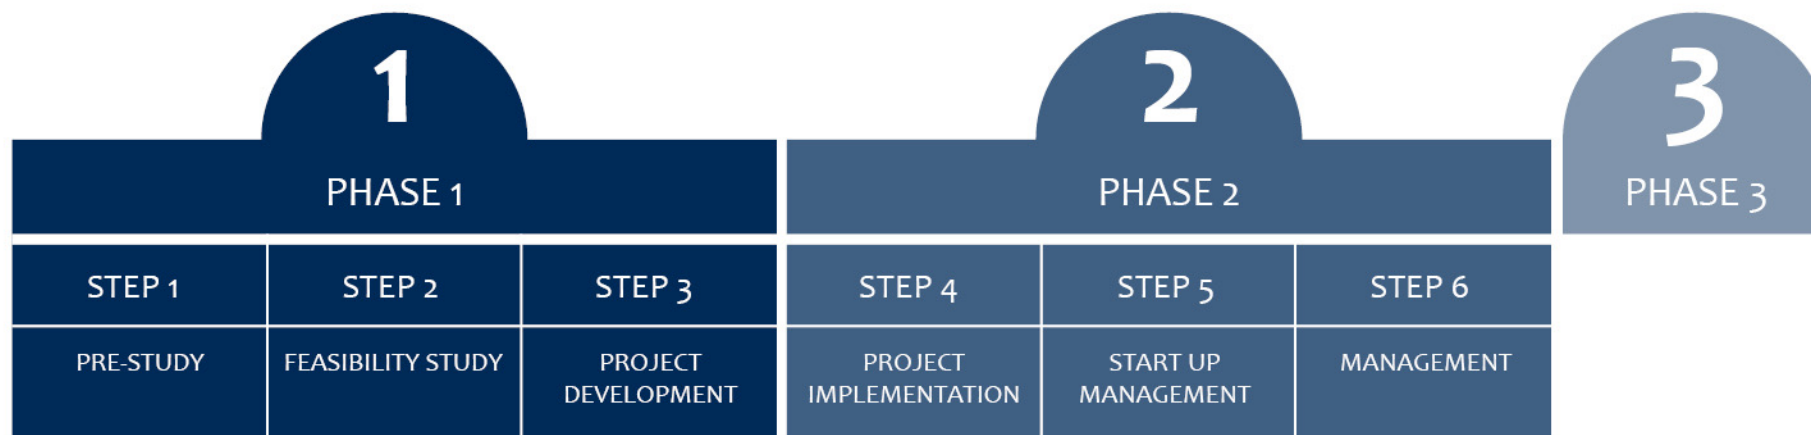 1
2
3
PHASE 1
PHASE 2
PHASE 3
STEP 1
STEP 2
STEP 3
STEP 4
STEP 5
STEP 6
PRE-STUDY
FEASIBILITY STUDY
PROJECT
DEVELOPMENT
PROJECT
IMPLEMENTATION
START UP
MANAGEMENT
MANAGEMENT